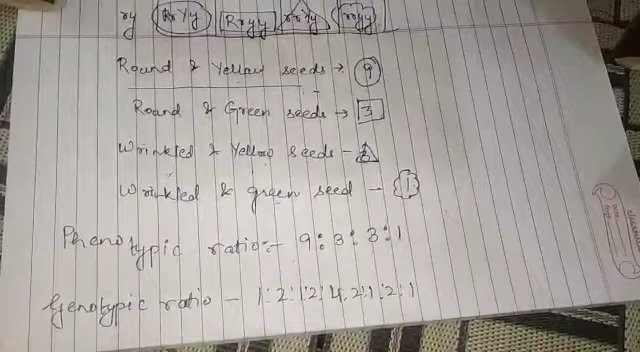 ry RrYy Rryy rrYy rryy
Round & Yellow seeds → 9
Round & Green seeds → 3
Wrinkled & Yellow seeds - 3
Wrinkled & green seed - 1
Phenotypic ratio:- 9:3:3:1
Genotypic ratio - 1:2:1:2:4:2:1:2:1